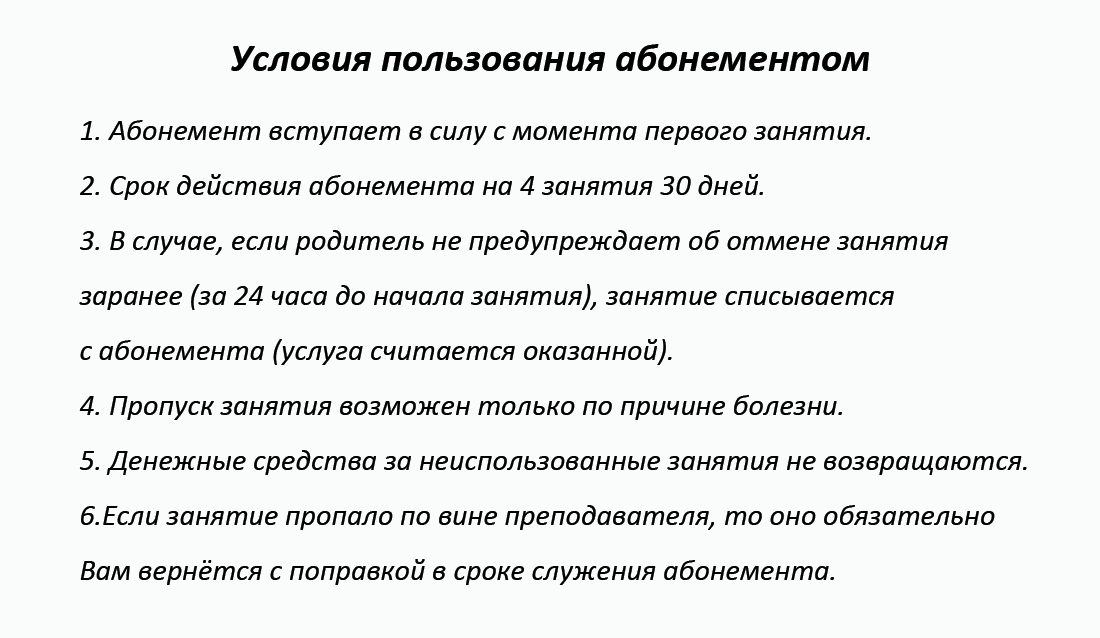 Условия пользования абонементом
1. Абонемент вступает в силу с момента первого занятия.
2. Срок действия абонемента на 4 занятия 30 дней.
3. В случае, если родитель не предупреждает об отмене занятия
заранее (за 24 часа до начала занятия), занятие списывается
с абонемента (услуга считается оказанной).
4. Пропуск занятия возможен только по причине болезни.
5. Денежные средства за неиспользованные занятия не возвращаются.
6.Если занятие пропало по вине преподавателя, то оно обязательно
Вам вернётся с поправкой в сроке служения абонемента.